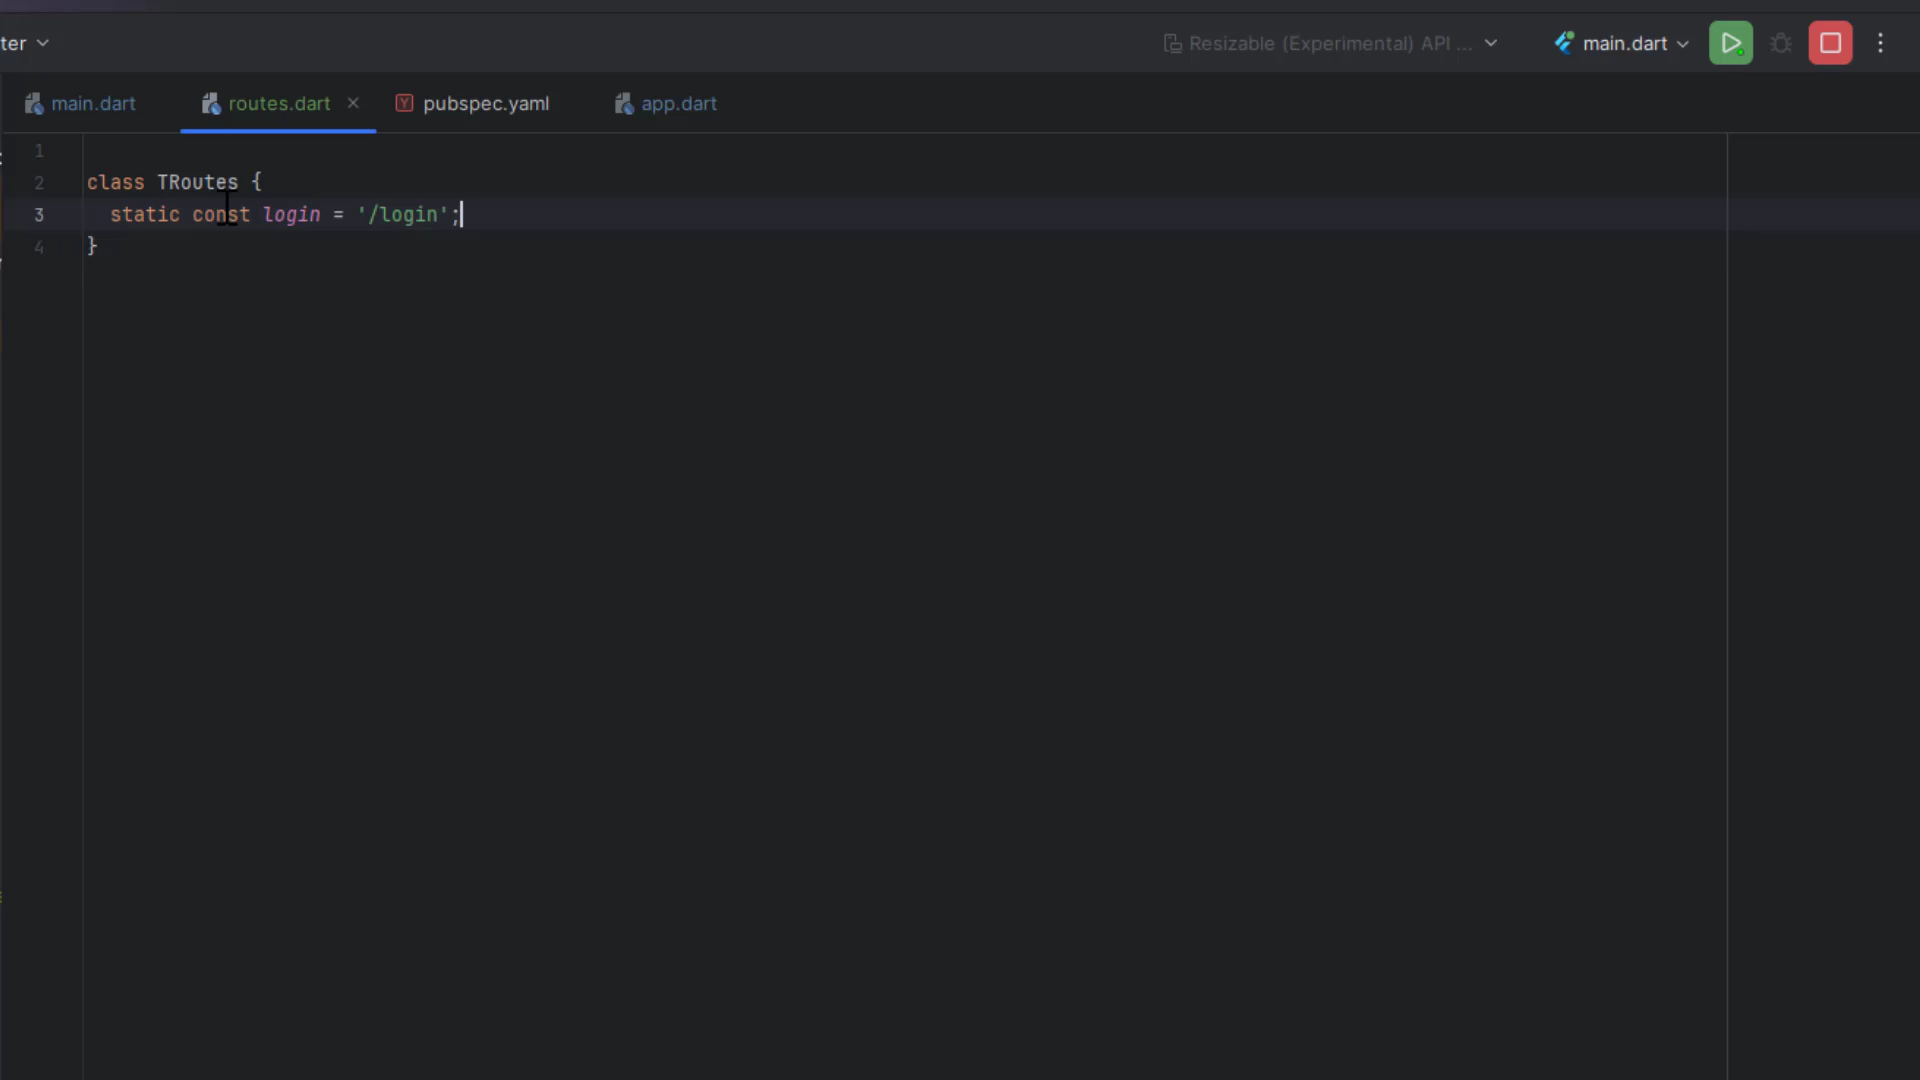 ter
Resizable (Experimental) API ...
main.dart
main.dart
routes.dart
pubspec.yaml
app.dart
1
2 class TRoutes {
3 static const login = '/login';
4 }